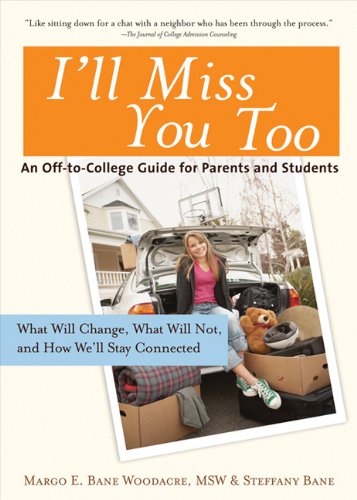 “Like sitting down for a chat with a neighbor who has been through the process.”
—The Journal of College Admission Counseling
I'll Miss
You Too
An Off-to-College Guide for Parents and Students
What Will Change, What Will Not,
and How We'll Stay Connected
Margo E. Bane Woodacre, MSW & Steffany Bane